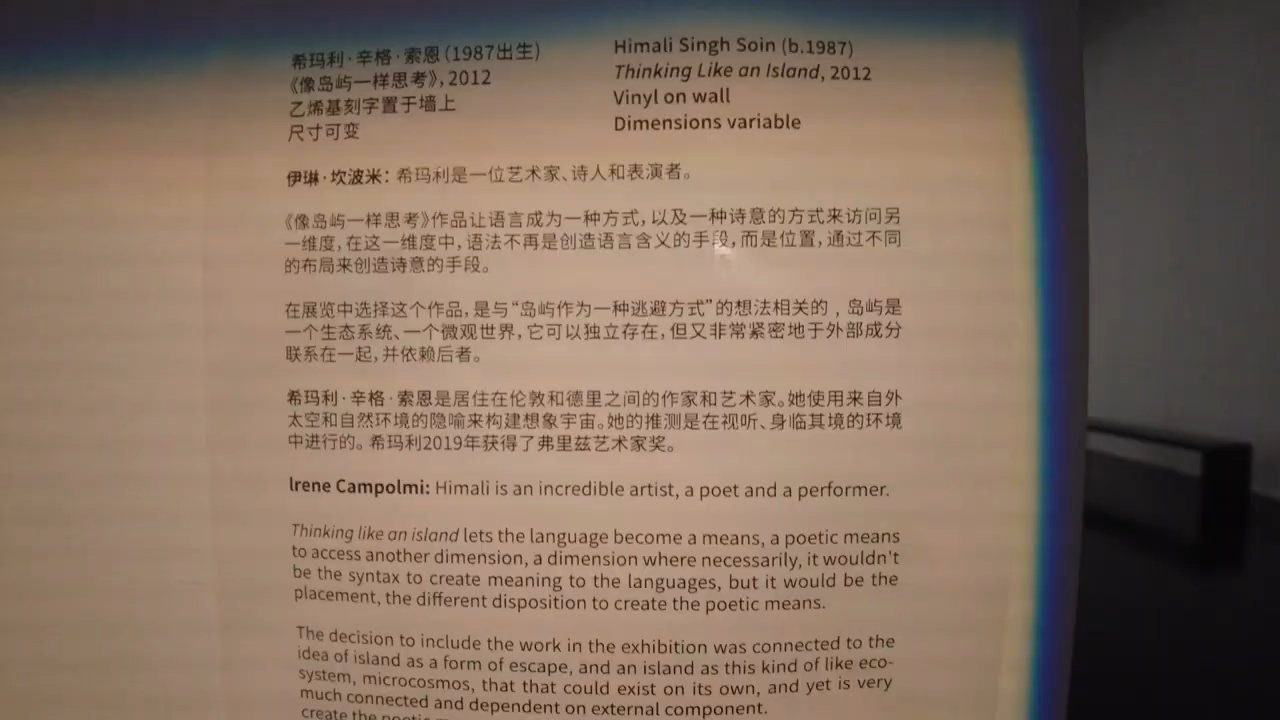 希玛利·辛格·索恩（1987出生）
《像岛屿一样思考》，2012
乙烯基刻字置于墙上
尺寸可变
Himali Singh Soin (b.1987)
Thinking Like an Island, 2012
Vinyl on wall
Dimensions variable
伊琳·坎波米：希玛利是一位艺术家、诗人和表演者。
《像岛屿一样思考》作品让语言成为一种方式，以及一种诗意的方式来访问另
一维度，在这一维度中，语法不再是创造语言含义的手段，而是位置，通过不同
的布局来创造诗意的手段。
在展览中选择这个作品，是与“岛屿作为一种逃避方式”的想法相关的，岛屿是
一个生态系统、一个微观世界，它可以独立存在，但又非常紧密地于外部成分
联系在一起，并依赖后者。
希玛利·辛格·索恩是居住在伦敦和德里之间的作家和艺术家。她使用来自外
太空和自然环境的隐喻来构建想象宇宙。她的推测是在视听、身临其境的环境
中进行的。希玛利2019年获得了弗里兹艺术家奖。
Irene Campolmi: Himali is an incredible artist, a poet and a performer.
Thinking like an island lets the language become a means, a poetic means
to access another dimension, a dimension where necessarily, it wouldn't
be the syntax to create meaning to the languages, but it would be the
placement, the different disposition to create the poetic means.
The decision to include the work in the exhibition was connected to the
idea of island as a form of escape, and an island as this kind of like eco-
system, microcosmos, that that could exist on its own, and yet is very
much connected and dependent on external component.
create the